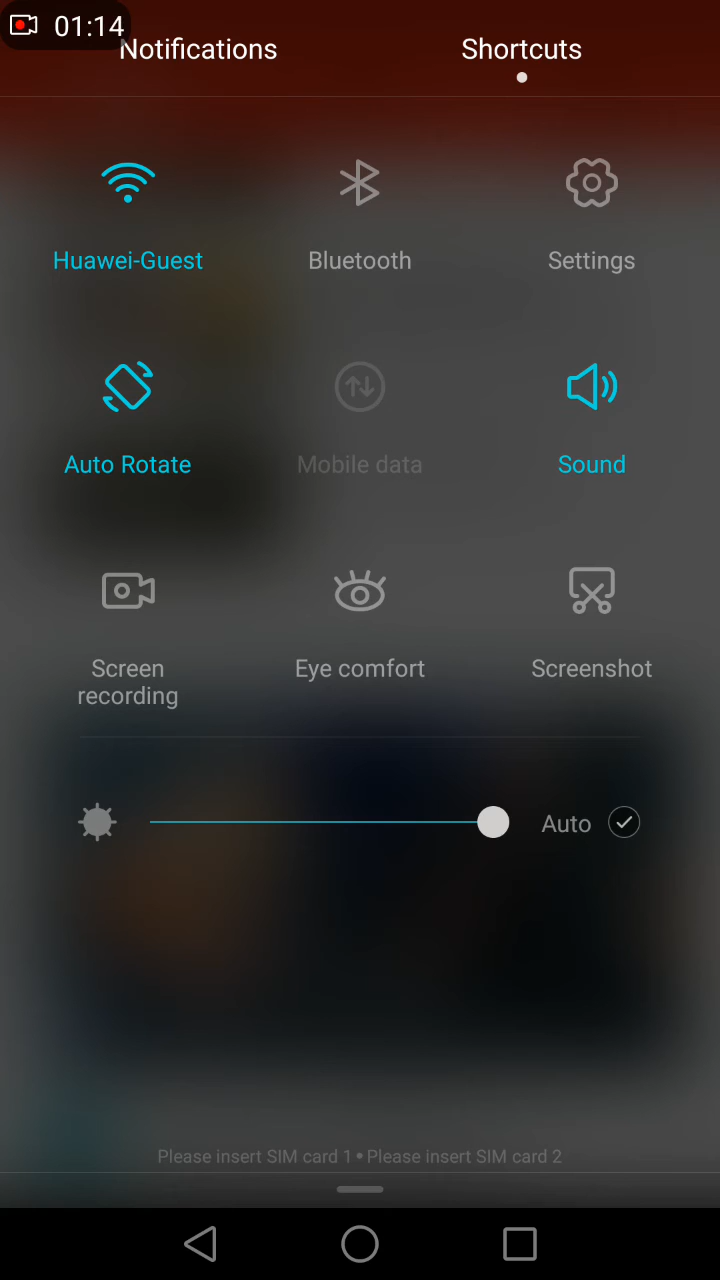 01:14
Notifications
Shortcuts
Huawei-Guest
Bluetooth
Settings
Auto Rotate
Mobile data
Sound
Screen
recording
Eye comfort
Screenshot
Auto
Please insert SIM card 1 • Please insert SIM card 2